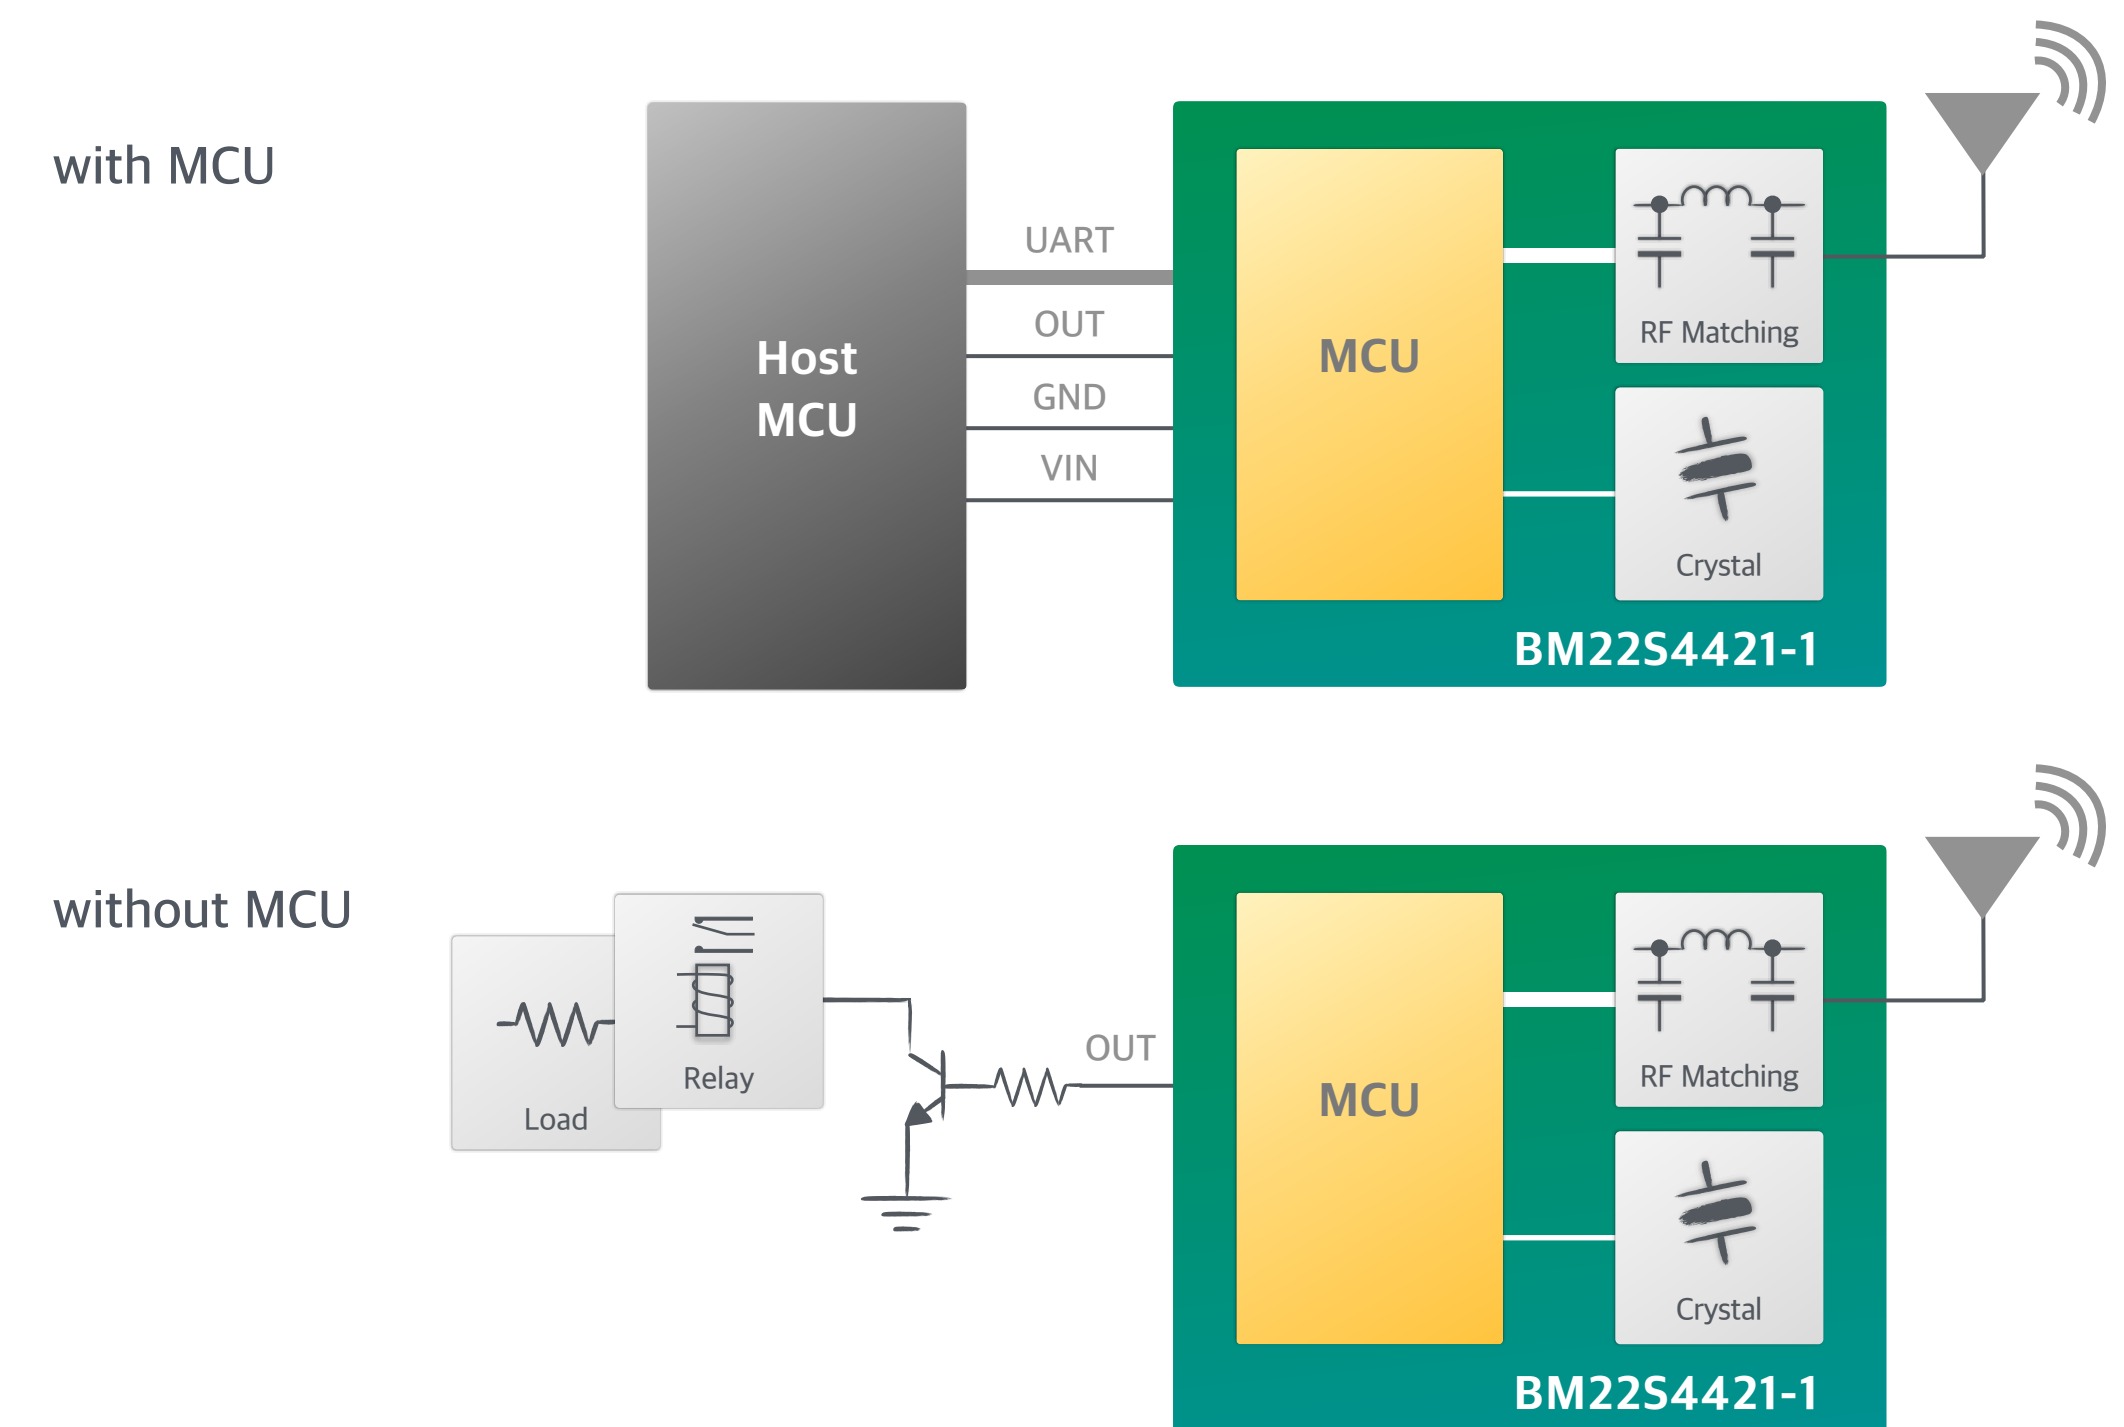 with MCU
UART
OUT
GND
VIN
Host
MCU
MCU
RF Matching
Crystal
BM22S4421-1
without MCU
Load
Relay
OUT
MCU
RF Matching
Crystal
BM22S4421-1